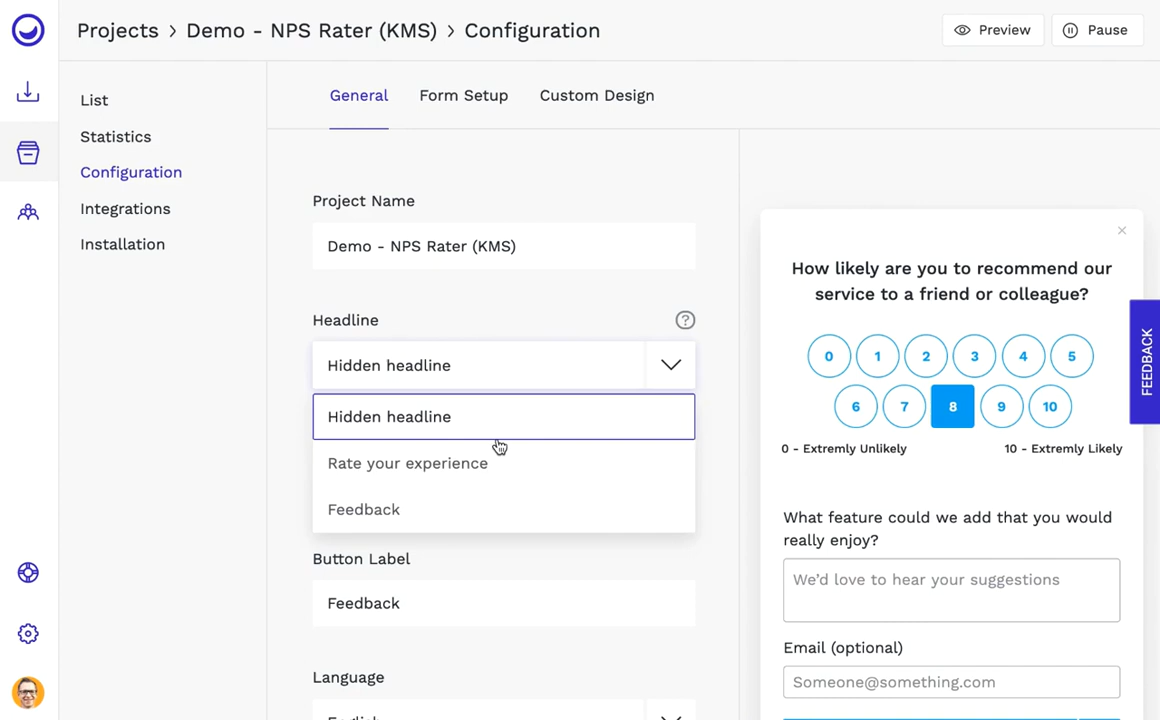 Projects > Demo - NPS Rater (KMS) > Configuration
Preview
Pause
List
Statistics
Configuration
Integrations
Installation
General
Form Setup
Custom Design
Project Name
Demo - NPS Rater (KMS)
Headline
?
Hidden headline
Hidden headline
Rate your experience
Feedback
Button Label
Feedback
Language
English
×
How likely are you to recommend our
service to a friend or colleague?
0 1 2 3 4 5
6 7 8 9 10
0 - Extremly Unlikely
10 - Extremly Likely
What feature could we add that you would
really enjoy?
We'd love to hear your suggestions
Email (optional)
Someone@something.com
FEEDBACK